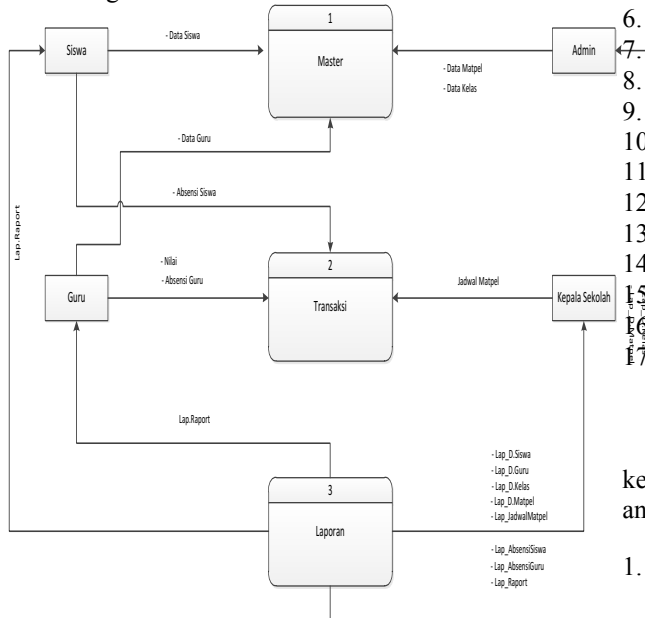 1
Siswa
- Data Siswa
Master
Admin
- Data Matpel
- Data Kelas
- Data Guru
- Absensi Siswa
Lap.Raport
2
- Nilai
- Absensi Guru
Guru
Transaksi
Jadwal Matpel
Kepala Sekolah
Lap.Raport
- Lap_D.Siswa
- Lap_D.Guru
- Lap_D.Kelas
- Lap_D.Matpel
- Lap_JadwalMatpel
3
Laporan
- Lap_AbsensiSiswa
- Lap_AbsensiGuru
- Lap_Raport
6.
7.
8.
9.
10
11
12
13
14
15
16
17
ke
an
1.